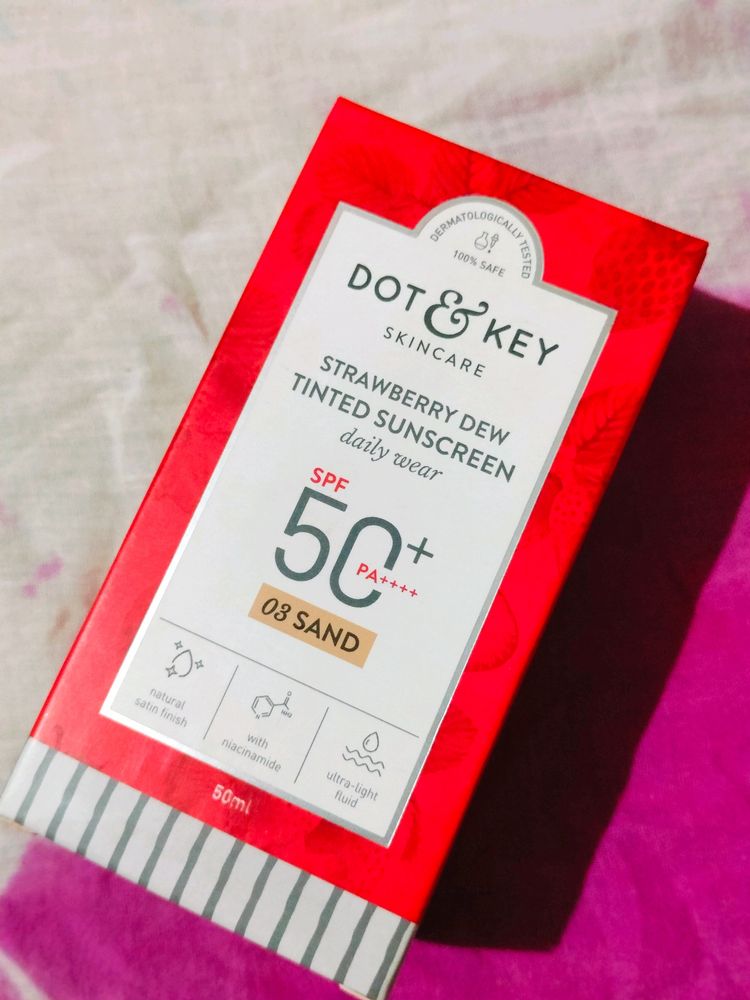 DERMATOLOGICALLY TESTED
100% SAFE
DOT & KEY
SKINCARE
STRAWBERRY DEW
TINTED SUNSCREEN
daily wear
SPF
50+
PA++++
03 SAND
natural
satin finish
with
niacinamide
ultra-light
fluid
50ml